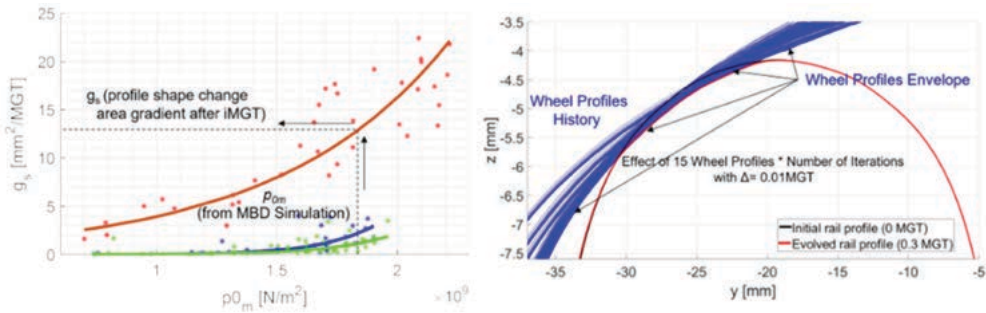 25
20
15
10
5
0
g_s [mm²/MGT]
g_s (profile shape change
area gradient after iMGT)
p_0m
(from MBD Simulation)
1
1.5
2
p0_m [N/m²]
×10⁹
-3.5
-4
-4.5
-5
-5.5
-6
-6.5
-7
-7.5
z [mm]
Wheel Profiles
History
Wheel Profiles Envelope
Effect of 15 Wheel Profiles * Number of Iterations
with Δ= 0.01MGT
Initial rail profile (0 MGT)
Evolved rail profile (0.3 MGT)
-35
-30
-25
-20
-15
-10
-5
y [mm]